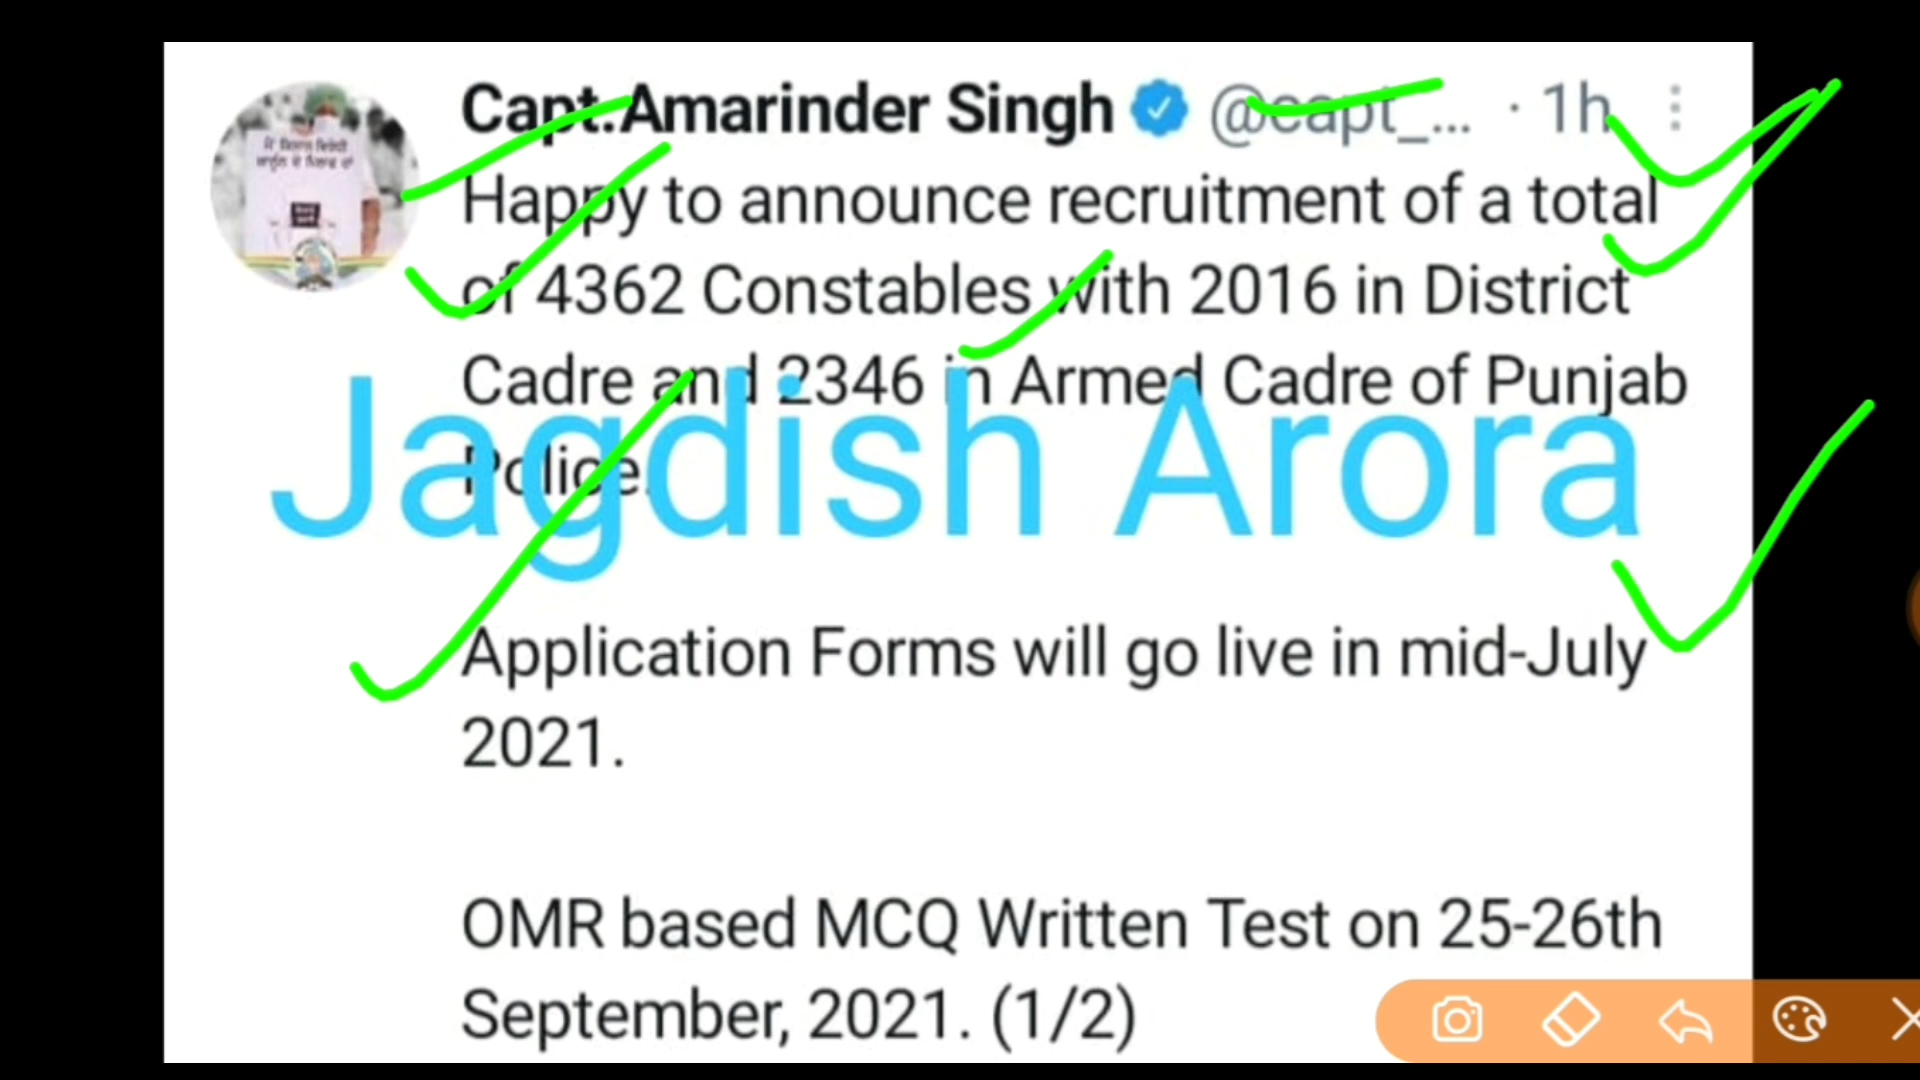 Capt.Amarinder Singh @capt_... · 1h
Happy to announce recruitment of a total
of 4362 Constables with 2016 in District
Cadre and 2346 in Armed Cadre of Punjab
Police.
Jagdish Arora
Application Forms will go live in mid-July
2021.
OMR based MCQ Written Test on 25-26th
September, 2021. (1/2)